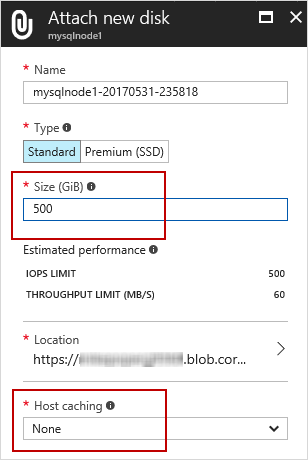 Attach new disk
mysqlnode1
* Name
mysqlnode1-20170531-235818
* Type
Standard Premium (SSD)
* Size (GiB)
500
Estimated performance
IOPS LIMIT 500
THROUGHPUT LIMIT (MB/S) 60
* Location
https://.blob.cor...
* Host caching
None